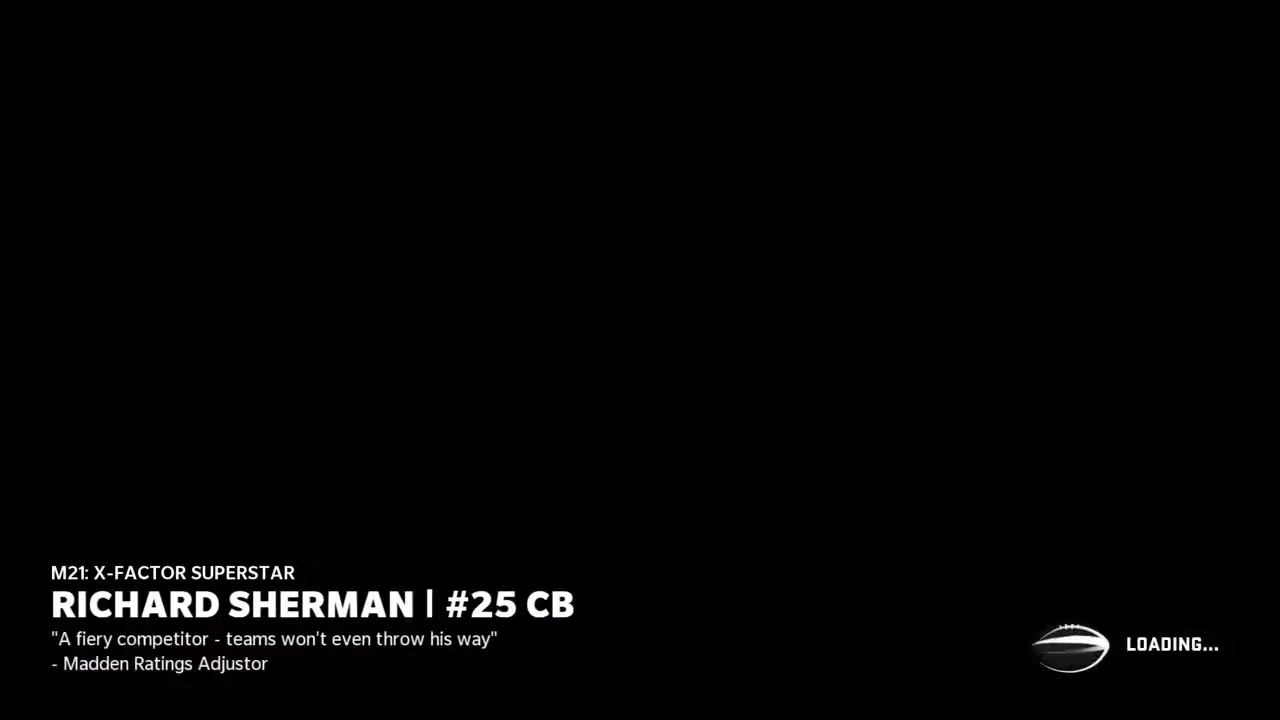 M21: X-FACTOR SUPERSTAR
RICHARD SHERMAN | #25 CB
"A fiery competitor - teams won't even throw his way"
- Madden Ratings Adjustor
LOADING...